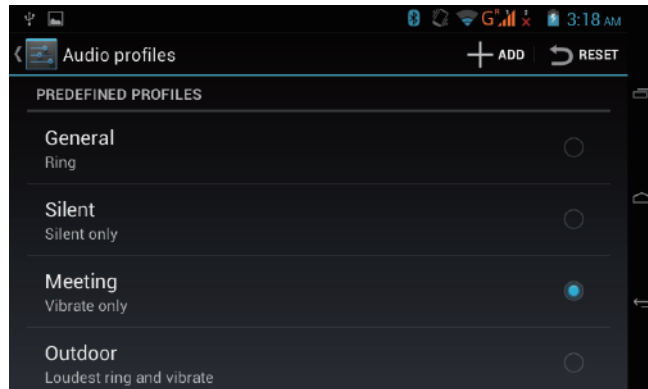 G 3:18 AM
Audio profiles ADD RESET
PREDEFINED PROFILES
General
Ring
Silent
Silent only
Meeting
Vibrate only
Outdoor
Loudest ring and vibrate